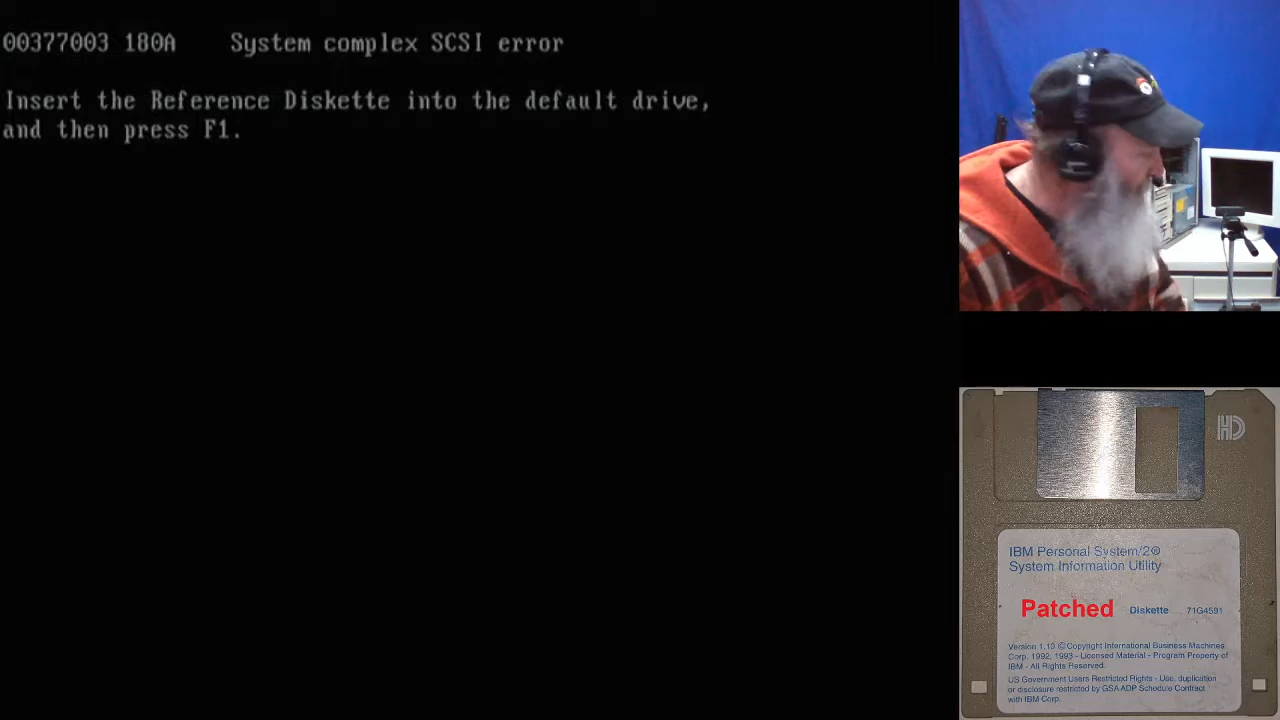 00377003 180A System complex SCSI error
Insert the Reference Diskette into the default drive,
and then press F1.
HD
IBM Personal System/2®
System Information Utility
Patched Diskette 71G4591
Version 1.10 ©Copyright International Business Machines
Corp. 1992, 1993 - Licensed Material - Program Property of
IBM - All Rights Reserved.
US Government Users Restricted Rights - Use, duplication
or disclosure restricted by GSA ADP Schedule Contract
with IBM Corp.